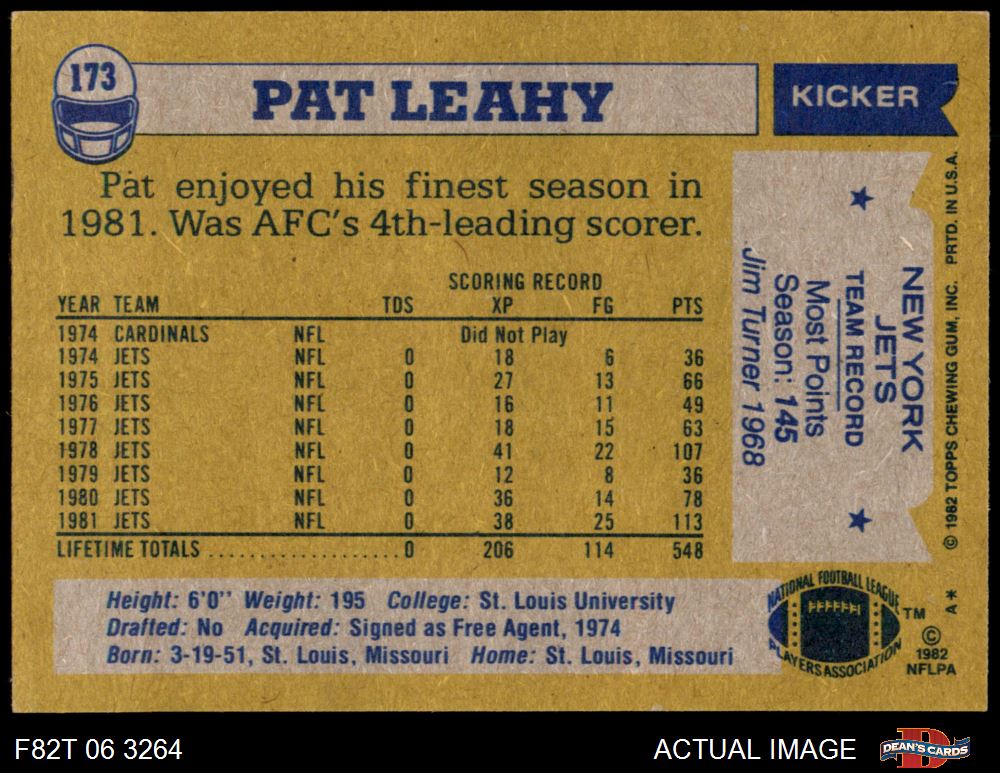 173
PAT LEAHY
KICKER
Pat enjoyed his finest season in
1981. Was AFC's 4th-leading scorer.
SCORING RECORD
YEAR TEAM TDS XP FG PTS
1974 CARDINALS NFL Did Not Play
1974 JETS NFL 0 18 6 36
1975 JETS NFL 0 27 13 66
1976 JETS NFL 0 16 11 49
1977 JETS NFL 0 18 15 63
1978 JETS NFL 0 41 22 107
1979 JETS NFL 0 12 8 36
1980 JETS NFL 0 36 14 78
1981 JETS NFL 0 38 25 113
LIFETIME TOTALS ................... 0 206 114 548
NEW YORK
JETS
TEAM RECORD
Most Points
Season: 145
Jim Turner 1968
© 1982 TOPPS CHEWING GUM, INC. PRTD. IN U.S.A.
Height: 6'0" Weight: 195 College: St. Louis University
Drafted: No Acquired: Signed as Free Agent, 1974
Born: 3-19-51, St. Louis, Missouri Home: St. Louis, Missouri
NATIONAL FOOTBALL LEAGUE
PLAYERS ASSOCIATION
TM
A *
©
1982
NFLPA
F82T 06 3264
ACTUAL IMAGE
DEAN'S CARDS